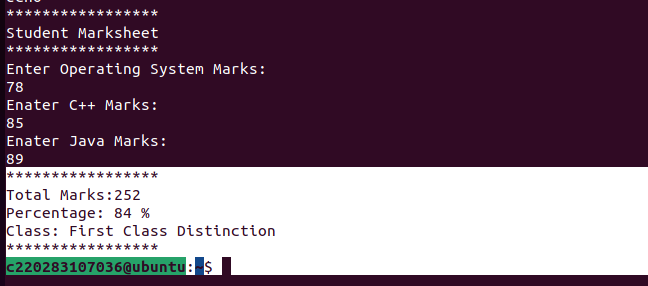 echo
*****************
Student Marksheet
*****************
Enter Operating System Marks:
78
Enater C++ Marks:
85
Enater Java Marks:
89
*****************
Total Marks:252
Percentage: 84 %
Class: First Class Distinction
*****************
c220283107036@ubuntu:~$